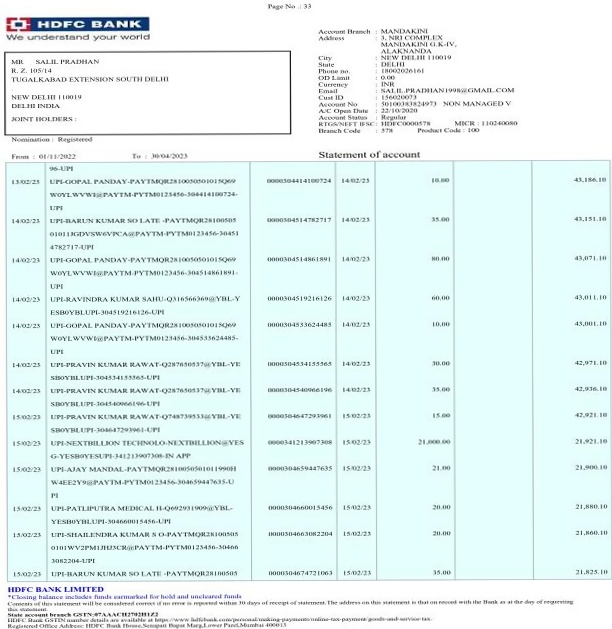 Page No .: 33
HDFC BANK
We understand your world
MR SALIL PRADHAN
R. Z. 105/14
TUGALKABAD EXTENSION SOUTH DELHI
NEW DELHI 110019
DELHI INDIA
JOINT HOLDERS :
Nomination : Registered
Account Branch : MANDAKINI
Address : 3, NRI COMPLEX
MANDAKINI G.K-IV,
ALAKNANDA
City : NEW DELHI 110019
State : DELHI
Phone no. : 18002026161
OD Limit : 0.00
Currency : INR
Email : SALIL.PRADHAN1998@GMAIL.COM
Cust ID : 156020073
Account No : 50100383824973 NON MANAGED V
A/C Open Date : 22/10/2020
Account Status : Regular
RTGS/NEFT IFSC: HDFC0000578 MICR : 110240080
Branch Code : 578 Product Code : 100
From : 01/11/2022 To : 30/04/2023 Statement of account
96-UPI
13/02/23 UPI-GOPAL PANDAY-PAYTMQR2810050501015Q69 0000304414100724 14/02/23 10.00 43,186.10
W0YLWVWI@PAYTM-PYTM0123456-304414100724-
UPI
14/02/23 UPI-BARUN KUMAR SO LATE -PAYTMQR28100505 0000304514782717 14/02/23 35.00 43,151.10
01011JGDVSW6VPCA@PAYTM-PYTM0123456-30451
4782717-UPI
14/02/23 UPI-GOPAL PANDAY-PAYTMQR2810050501015Q69 0000304514861891 14/02/23 80.00 43,071.10
W0YLWVWI@PAYTM-PYTM0123456-304514861891-
UPI
14/02/23 UPI-RAVINDRA KUMAR SAHU-Q316566369@YBL-Y 0000304519216126 14/02/23 60.00 43,011.10
ESB0YBLUPI-304519216126-UPI
14/02/23 UPI-GOPAL PANDAY-PAYTMQR2810050501015Q69 0000304533624485 14/02/23 10.00 43,001.10
W0YLWVWI@PAYTM-PYTM0123456-304533624485-
UPI
14/02/23 UPI-PRAVIN KUMAR RAWAT-Q287650537@YBL-YE 0000304534155565 14/02/23 30.00 42,971.10
SB0YBLUPI-304534155565-UPI
14/02/23 UPI-PRAVIN KUMAR RAWAT-Q287650537@YBL-YE 0000304540966196 14/02/23 35.00 42,936.10
SB0YBLUPI-304540966196-UPI
15/02/23 UPI-PRAVIN KUMAR RAWAT-Q748739533@YBL-YE 0000304647293961 15/02/23 15.00 42,921.10
SB0YBLUPI-304647293961-UPI
15/02/23 UPI-NEXTBILLION TECHNOLO-NEXTBILLION@YES 0000341213907308 15/02/23 21,000.00 21,921.10
G-YESB0YESUPI-341213907308-IN APP
15/02/23 UPI-AJAY MANDAL-PAYTMQR2810050501011990H 0000304659447635 15/02/23 21.00 21,900.10
W4EE2Y9@PAYTM-PYTM0123456-304659447635-U
PI
15/02/23 UPI-PATLIPUTRA MEDICAL H-Q692931909@YBL- 0000304660015456 15/02/23 20.00 21,880.10
YESB0YBLUPI-304660015456-UPI
15/02/23 UPI-SHAILENDRA KUMAR S O-PAYTMQR28100505 0000304663082204 15/02/23 20.00 21,860.10
0101WV2PM1JHJ3CR@PAYTM-PYTM0123456-30466
3082204-UPI
15/02/23 UPI-BARUN KUMAR SO LATE -PAYTMQR28100505 0000304674721063 15/02/23 35.00 21,825.10
HDFC BANK LIMITED
*Closing balance includes funds earmarked for hold and uncleared funds
Contents of this statement will be considered correct if no error is reported within 30 days of receipt of statement.The address on this statement is that on record with the Bank as at the day of requesting
this statement.
State account branch GSTN:07AAACH2702H1Z2
HDFC Bank GSTIN number details are available at https://www.hdfcbank.com/personal/making-payments/online-tax-payment/goods-and-service-tax.
Registered Office Address: HDFC Bank House,Senapati Bapat Marg,Lower Parel,Mumbai 400013